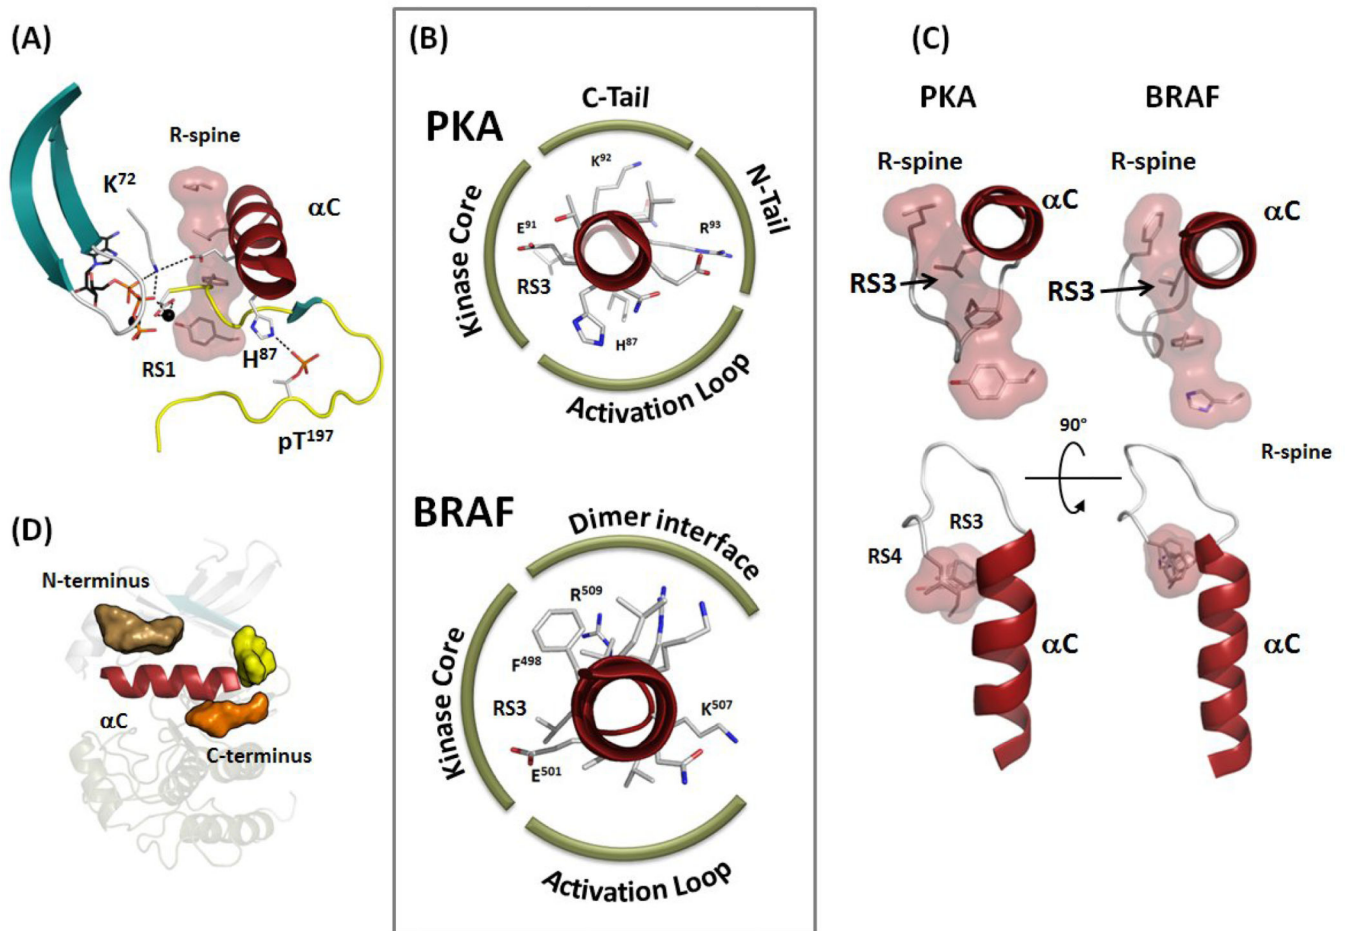 (A)
R-spine
K72
αC
RS1
H87
pT197
(B)
PKA
C-Tail
N-Tail
Kinase Core
Activation Loop
K92
E91
R93
RS3
H87
BRAF
Dimer interface
Kinase Core
Activation Loop
R509
F498
RS3
K507
E501
(C)
PKA
BRAF
R-spine
R-spine
αC
αC
RS3
RS3
90°
R-spine
RS3
RS4
αC
αC
(D)
N-terminus
αC
C-terminus